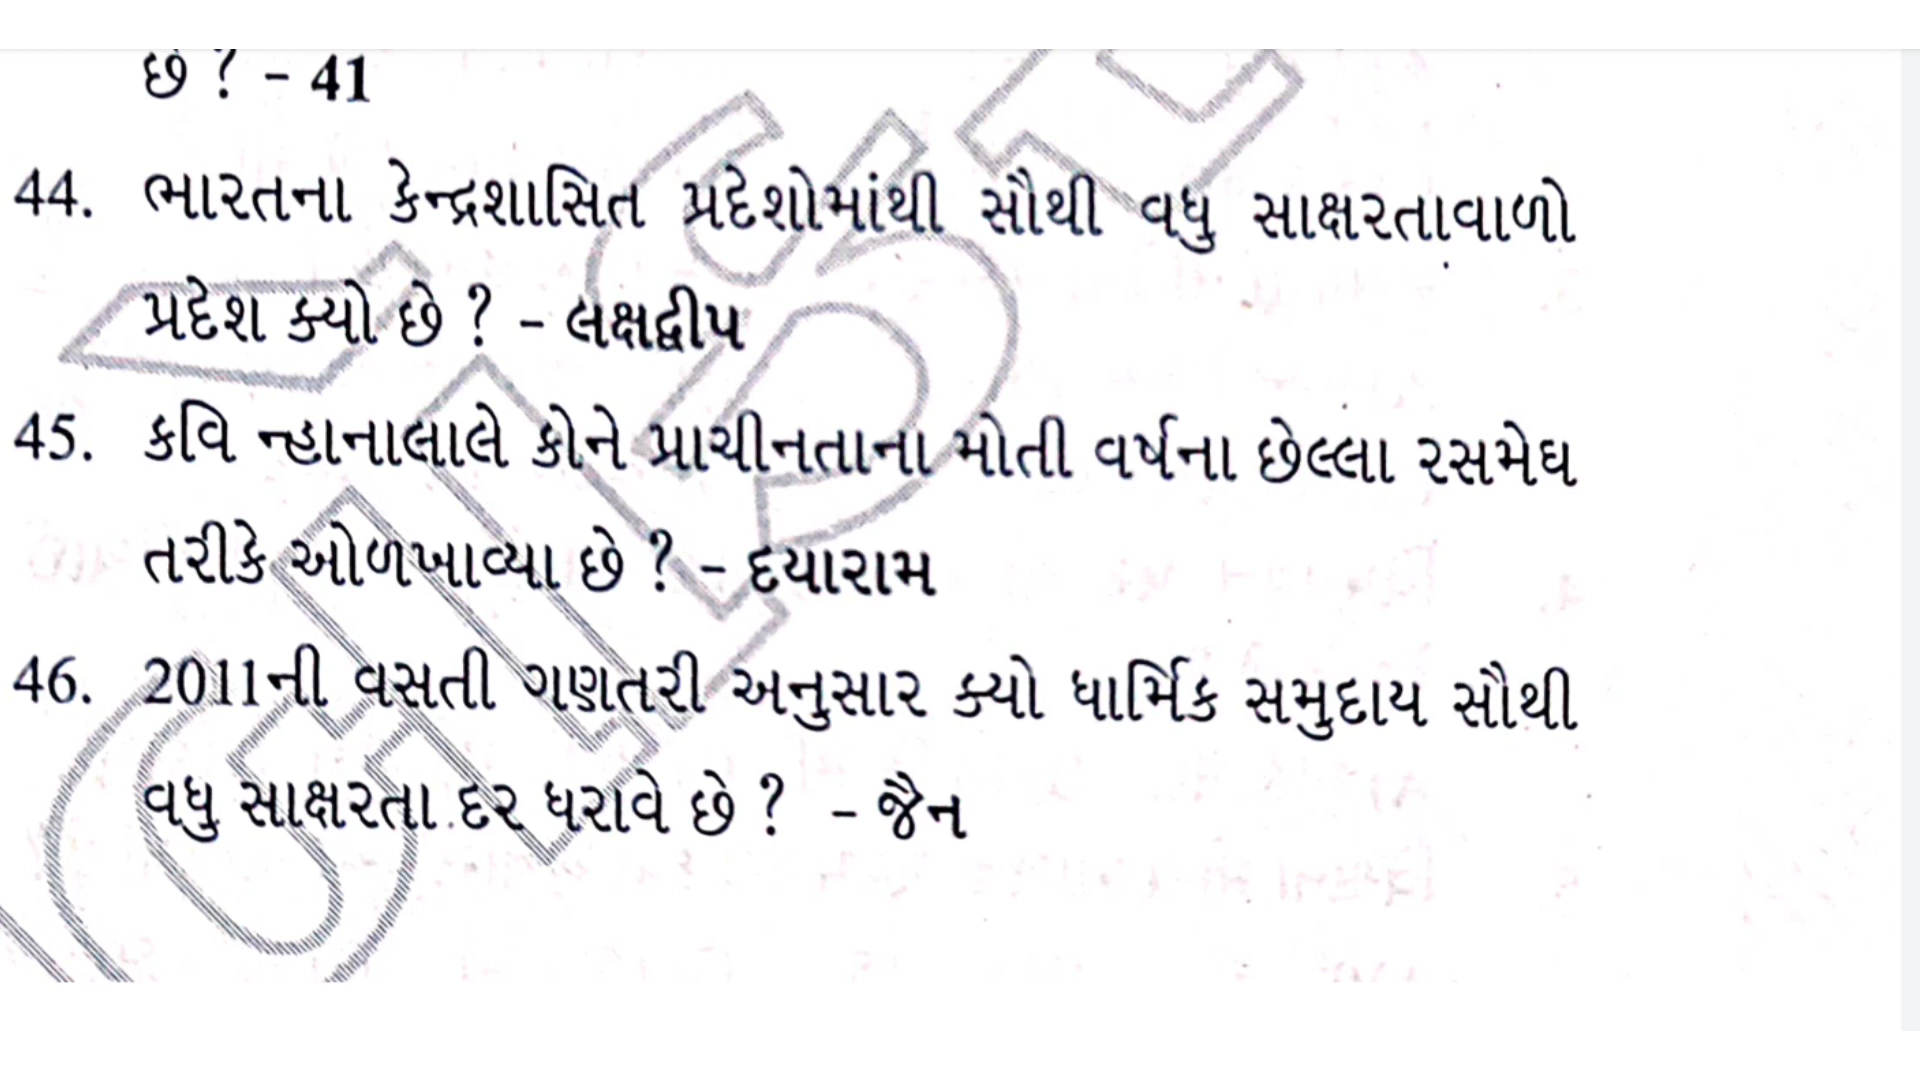 છે ? - 41
44. ભારતના કેન્દ્રશાસિત પ્રદેશોમાંથી સૌથી વધુ સાક્ષરતાવાળો
પ્રદેશ ક્યો છે ? - લક્ષદ્વીપ
45. કવિ ન્હાનાલાલે કોને પ્રાચીનતાના મોતી વર્ષના છેલ્લા રસમેઘ
તરીકે ઓળખાવ્યા છે ? - દયારામ
46. 2011ની વસતી ગણતરી અનુસાર ક્યો ધાર્મિક સમુદાય સૌથી
વધુ સાક્ષરતા દર ધરાવે છે ? - જૈન